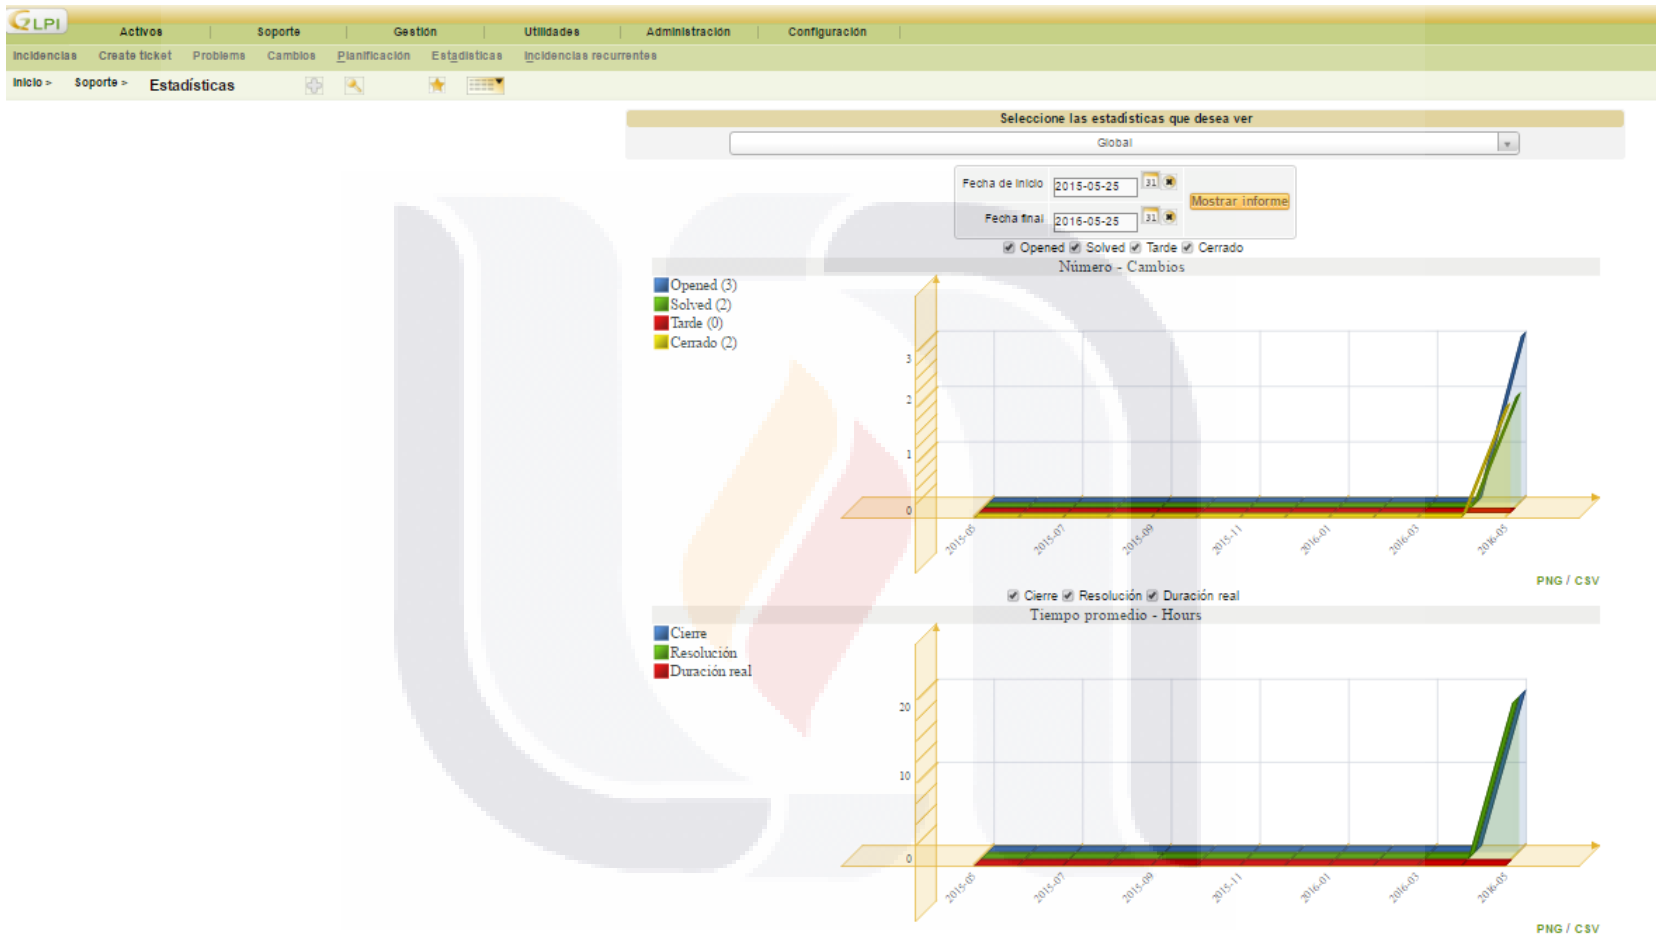 GLPI
Activos Soporte Gestión Utilidades Administración Configuración
Incidencias Create ticket Problems Cambios Planificación Estadísticas Incidencias recurrentes
Inicio > Soporte > Estadísticas
Seleccione las estadísticas que desea ver
Global
Fecha de inicio 2015-05-25 31
Mostrar informe
Fecha final 2016-05-25 31
Opened Solved Tarde Cerrado
Número - Cambios
Opened (3)
Solved (2)
Tarde (0)
Cerrado (2)
3
2
1
0
2015-05 2015-07 2015-09 2015-11 2016-01 2016-03 2016-05
PNG / CSV
Cierre Resolución Duración real
Tiempo promedio - Hours
Cierre
Resolución
Duración real
20
10
0
2015-05 2015-07 2015-09 2015-11 2016-01 2016-03 2016-05
PNG / CSV